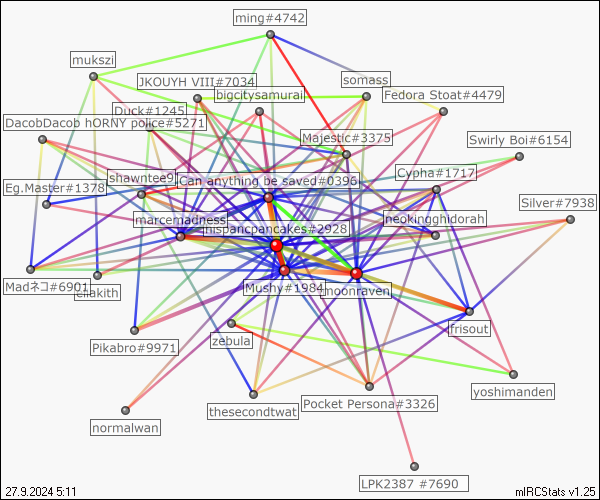 ming#4742
mukszi
JKOUYH VIII#7034
somass
bigcitysamurai
Fedora Stoat#4479
Duck#1245
DacobDacob hORNY police#5271
Majestic#3375
Swirly Boi#6154
shawntee9
Can anything be saved#0396
Cypha#1717
Eg.Master#1378
Silver#7938
marcemadness
neckinghidorah
hispanicpancakes#2928
Madネコ#6901
chakith
Mushy#1984
moonraven
frisout
Pikabro#9971
zebula
yoshimanden
Pocket Persona#3326
thesecondtwat
normalwan
LPK2387 #7690
27.9.2024 5:11
mIRCStats v1.25